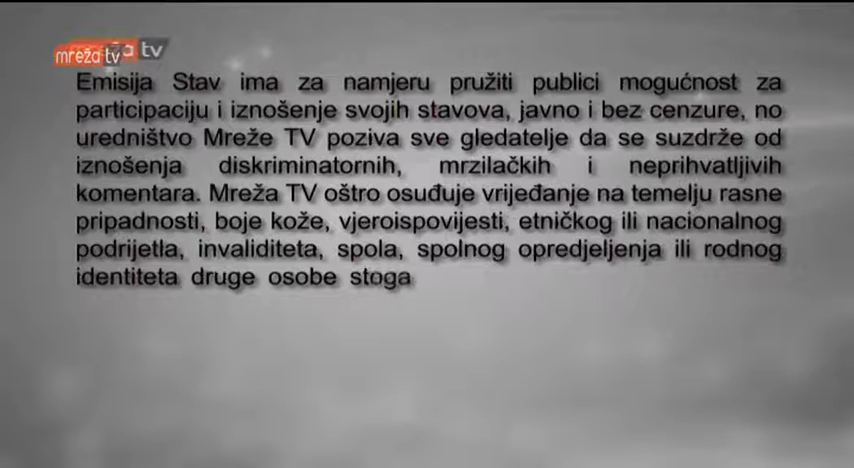 mreža tv
Emisija Stav ima za namjeru pružiti publici mogućnost za
participaciju i iznošenje svojih stavova, javno i bez cenzure, no
uredništvo Mreže TV poziva sve gledatelje da se suzdrže od
iznošenja diskriminatornih, mrzilačkih i neprihvatljivih
komentara. Mreža TV oštro osuđuje vrijeđanje na temelju rasne
pripadnosti, boje kože, vjeroispovijesti, etničkog ili nacionalnog
podrijetla, invaliditeta, spola, spolnog opredjeljenja ili rodnog
identiteta druge osobe stoga